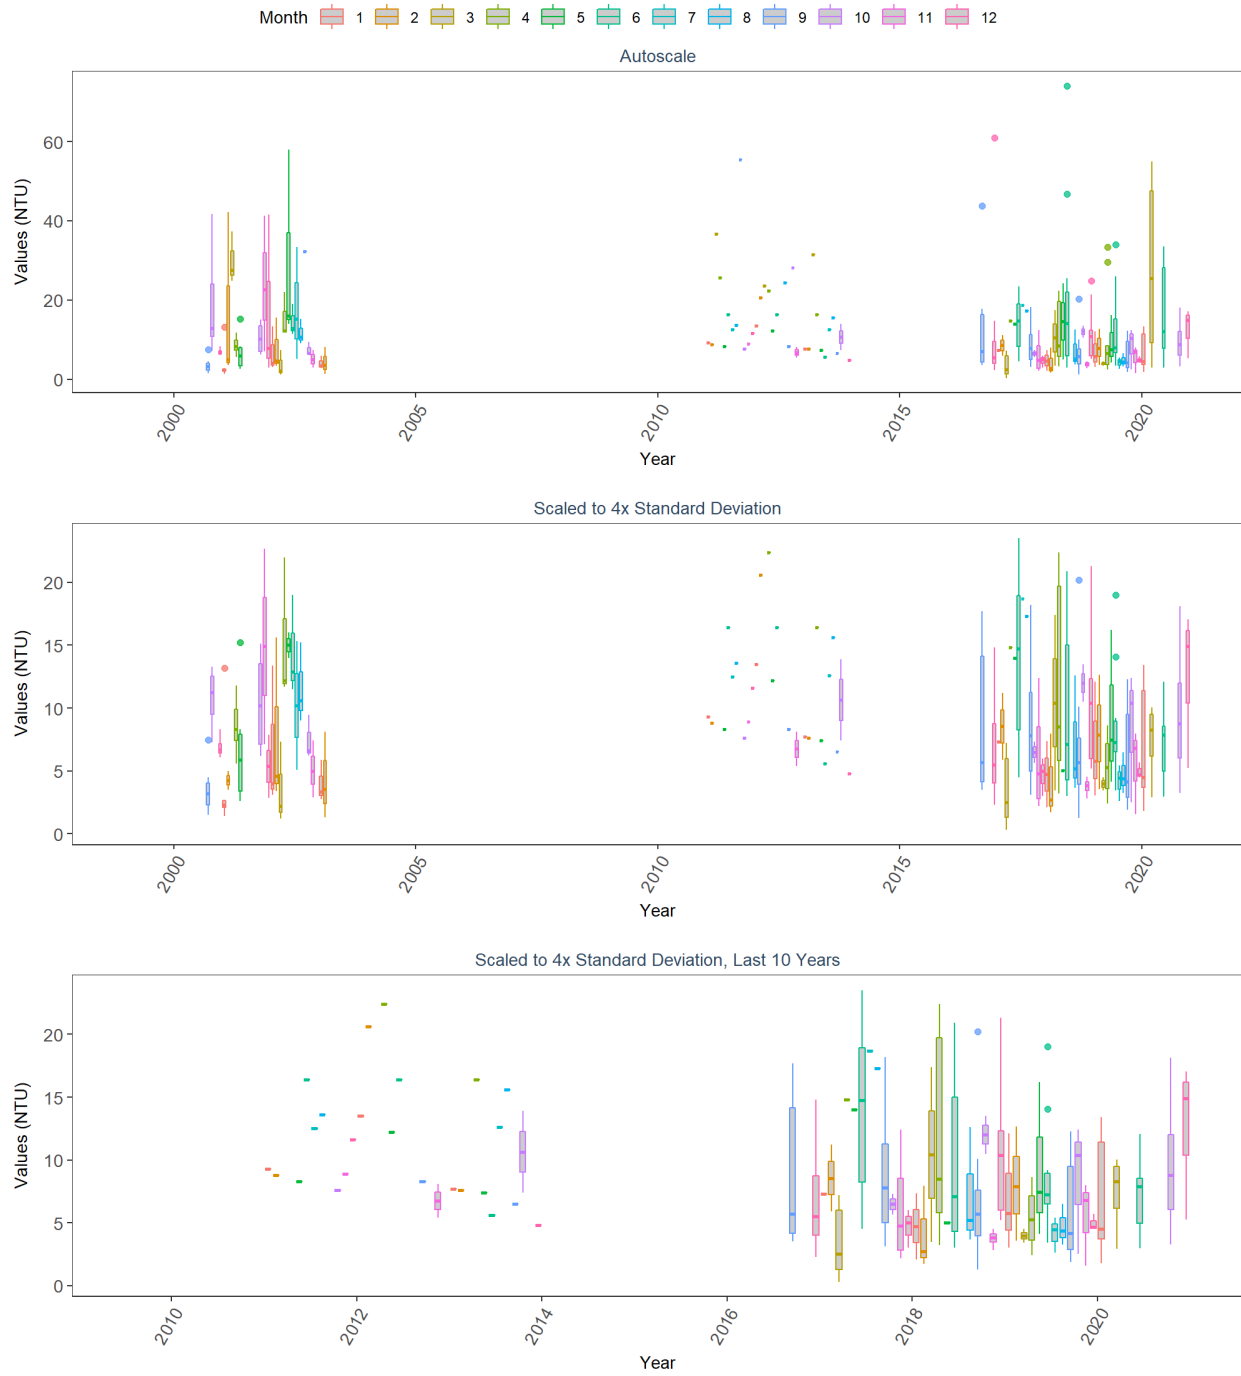 Month 1 2 3 4 5 6 7 8 9 10 11 12
Autoscale
Values (NTU)
60
40
20
0
2000 2005 2010 2015 2020
Year
Scaled to 4x Standard Deviation
Values (NTU)
20
15
10
5
0
2000 2005 2010 2015 2020
Year
Scaled to 4x Standard Deviation, Last 10 Years
Values (NTU)
20
15
10
5
0
2010 2012 2014 2016 2018 2020
Year